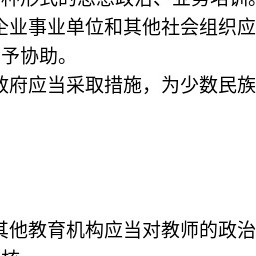 种形式的思想政治、业务培训。
企业事业单位和其他社会组织应
予协助。
政府应当采取措施，为少数民族
其他教育机构应当对教师的政治